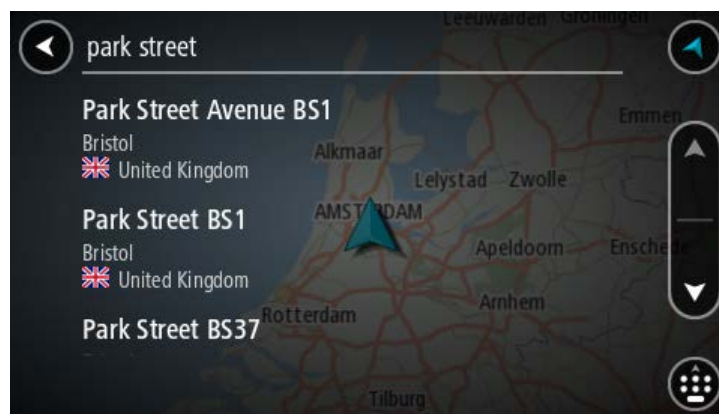 Leeuwarden Groningen
park street
Park Street Avenue BS1
Bristol
United Kingdom
Park Street BS1
Bristol
United Kingdom
Park Street BS37
Emmen
Alkmaar
Lelystad Zwolle
AMSTERDAM
Apeldoorn Enschede
Arnhem
Rotterdam
Tilburg